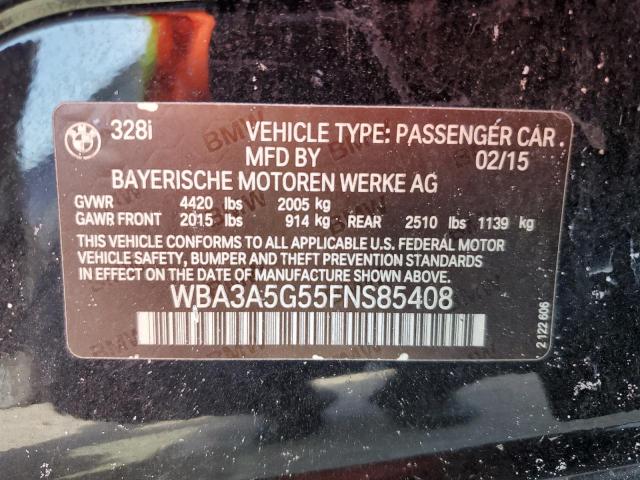 328i VEHICLE TYPE: PASSENGER CAR
MFD BY 02/15
BAYERISCHE MOTOREN WERKE AG
GVWR 4420 lbs 2005 kg
GAWR FRONT 2015 lbs 914 kg REAR 2510 lbs 1139 kg
THIS VEHICLE CONFORMS TO ALL APPLICABLE U.S. FEDERAL MOTOR
VEHICLE SAFETY, BUMPER AND THEFT PREVENTION STANDARDS
IN EFFECT ON THE DATE OF MANUFACTURE SHOWN ABOVE.
WBA3A5G55FNS85408
2 122 606